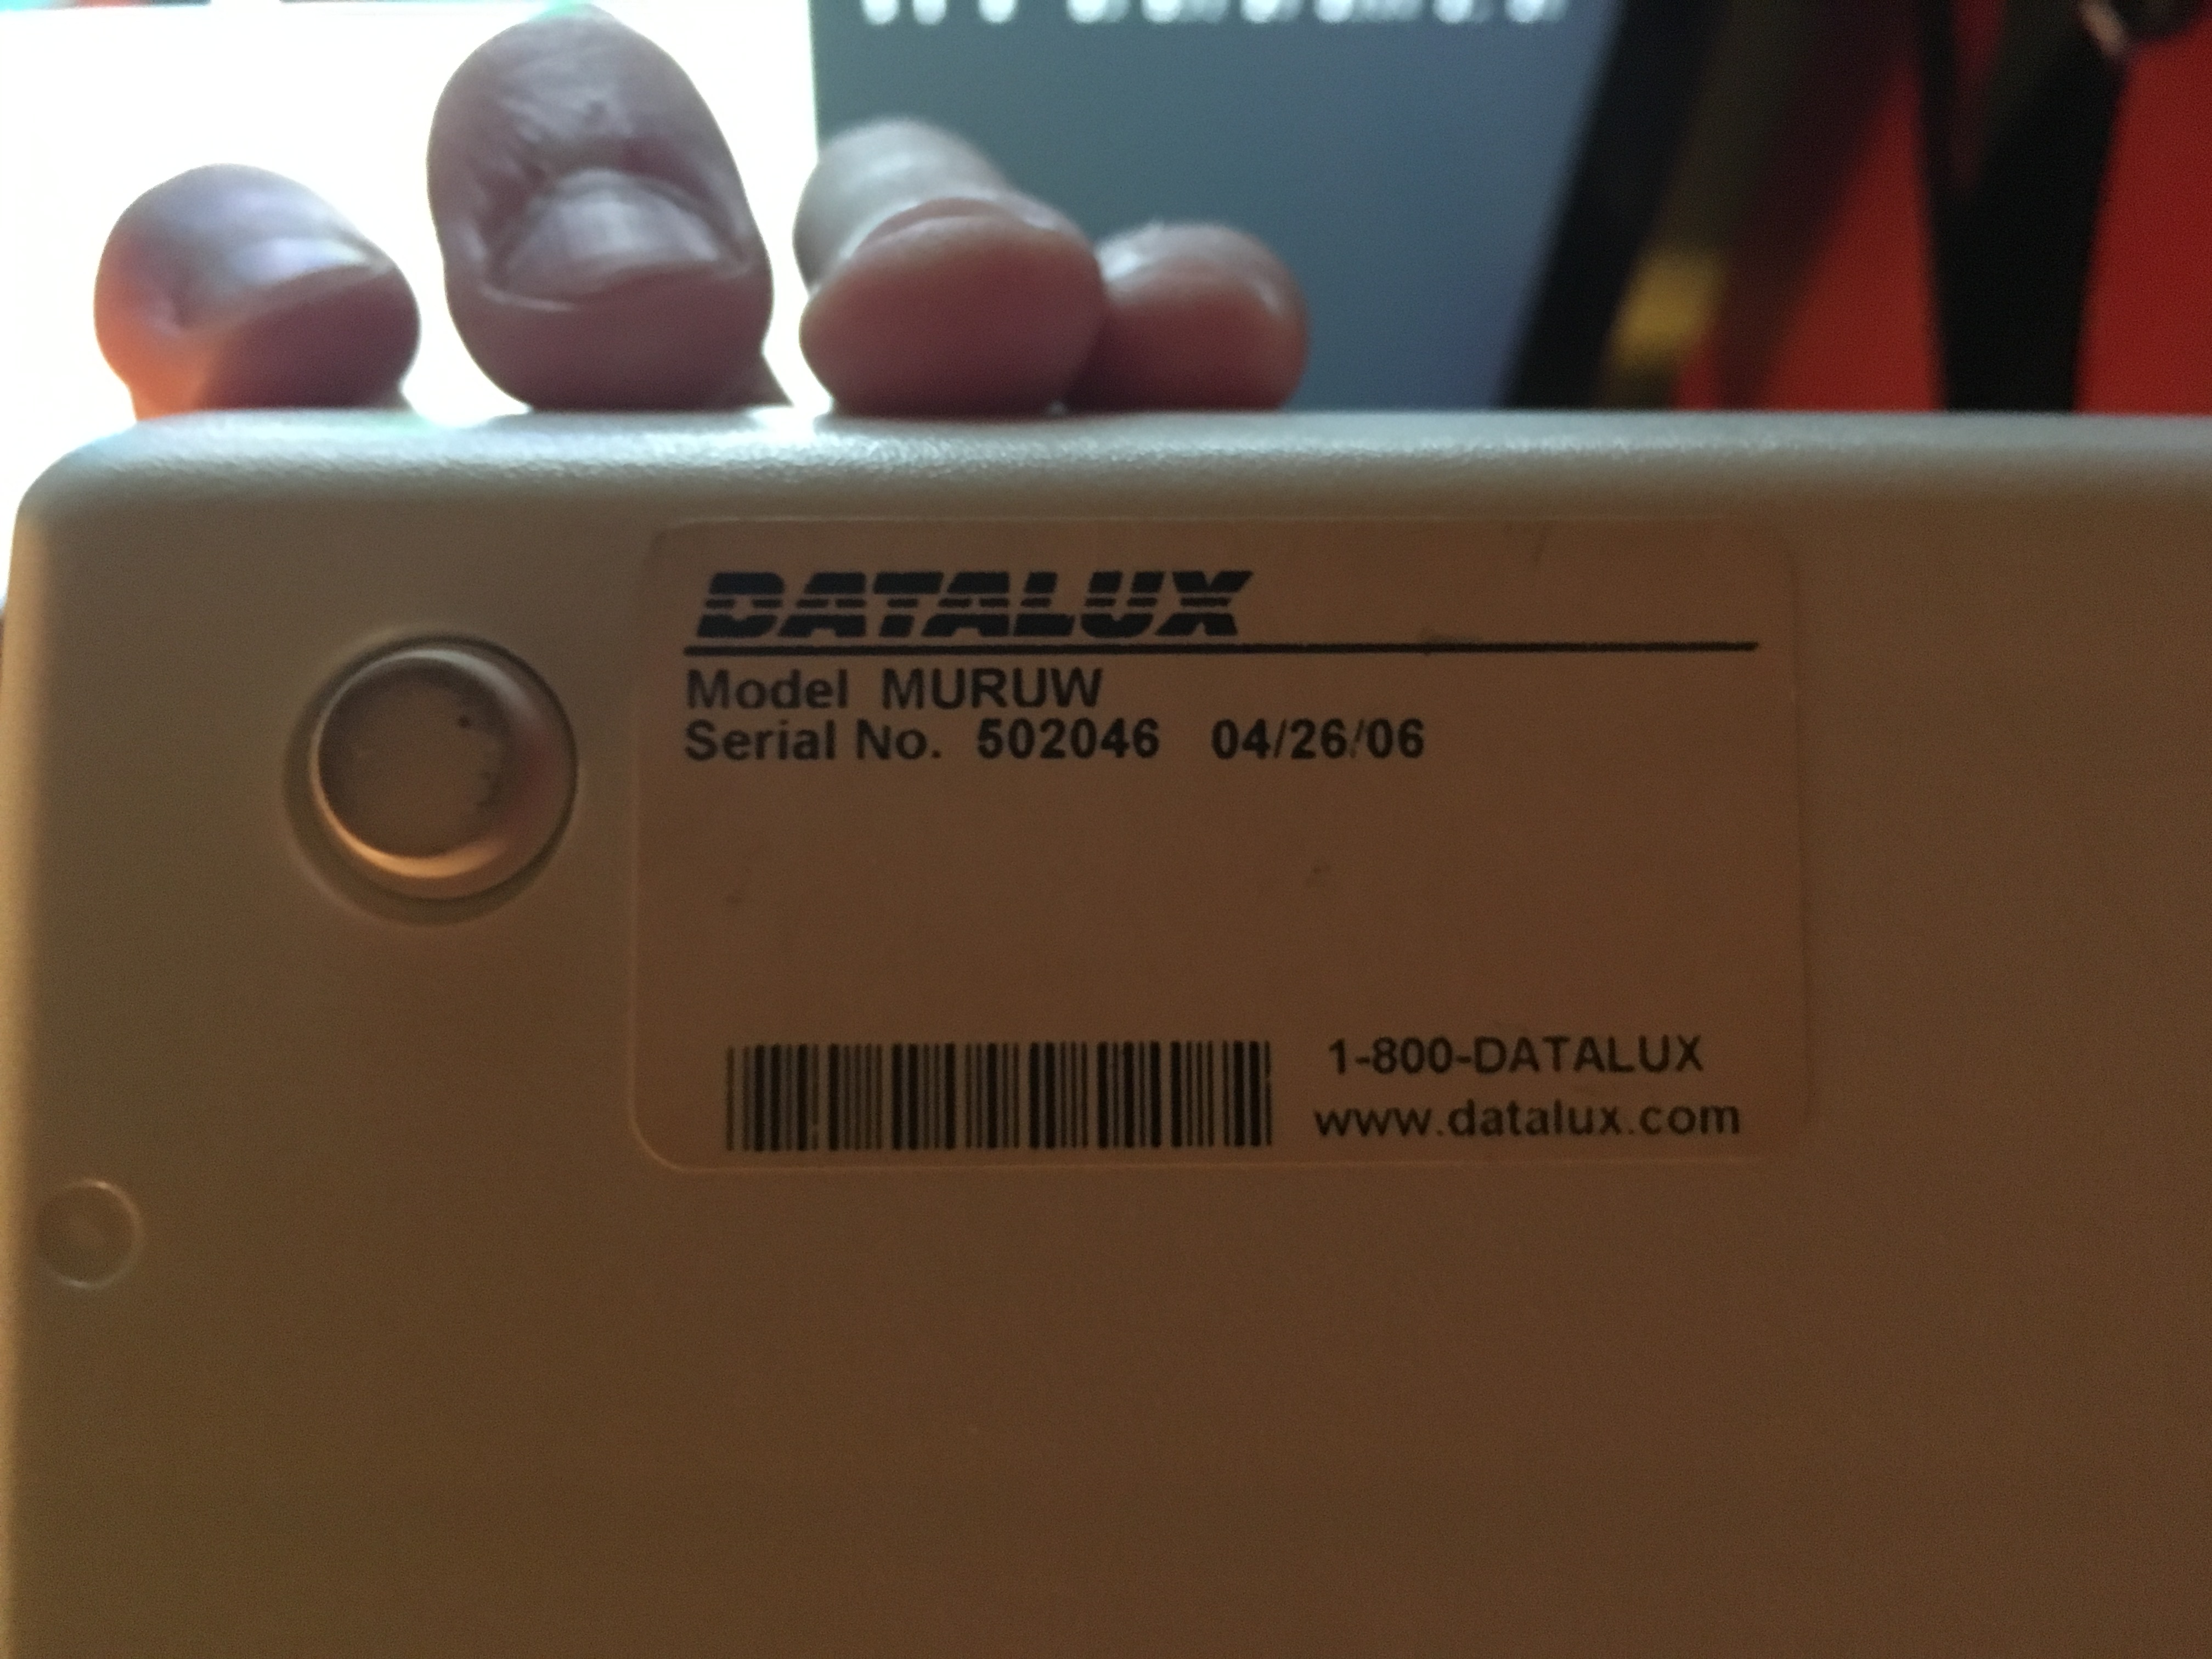 DATALUX
Model MURUW
Serial No. 502046 04/26/06
1-800-DATALUX
www.datalux.com